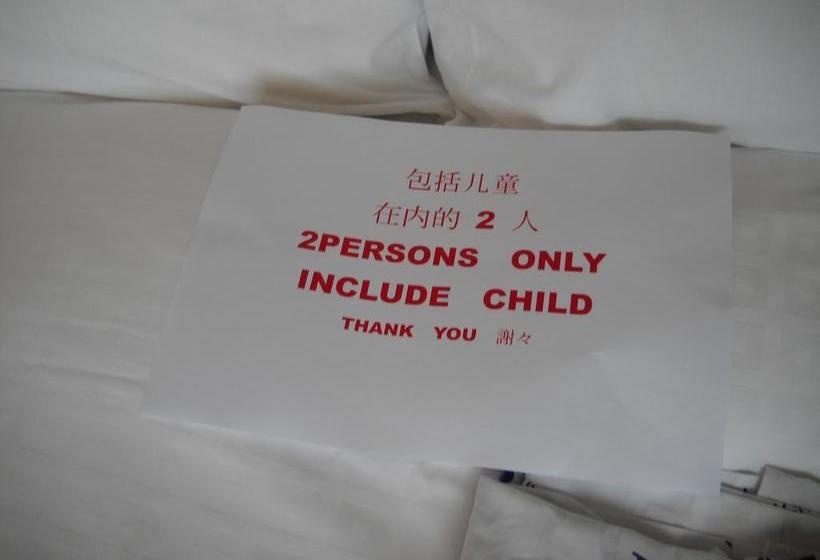 包括儿童
在内的 2 人
2PERSONS ONLY
INCLUDE CHILD
THANK YOU 謝々